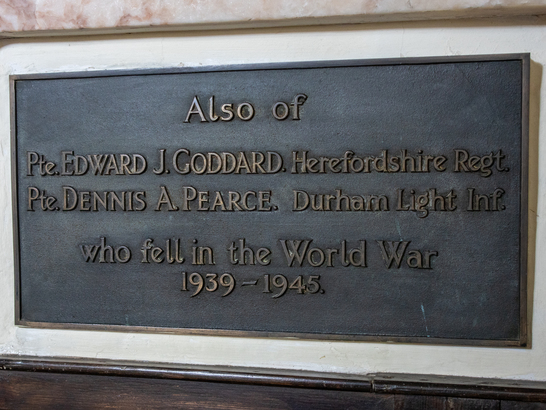 Also of
Pte. EDWARD J. GODDARD. Herefordshire Regt.
Pte. DENNIS A. PEARCE. Durham Light Inf.
who fell in the World War
1939 – 1945.